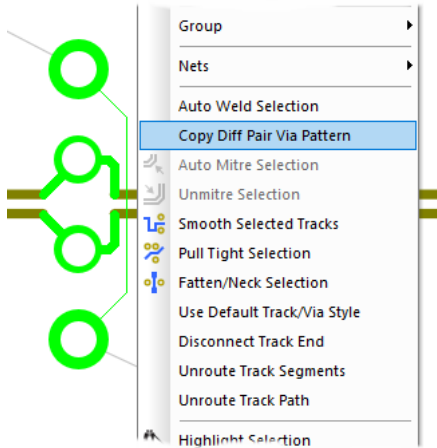 Group
Nets
Auto Weld Selection
Copy Diff Pair Via Pattern
Auto Mitre Selection
Unmitre Selection
Smooth Selected Tracks
Pull Tight Selection
Fatten/Neck Selection
Use Default Track/Via Style
Disconnect Track End
Unroute Track Segments
Unroute Track Path
Highlight Selection